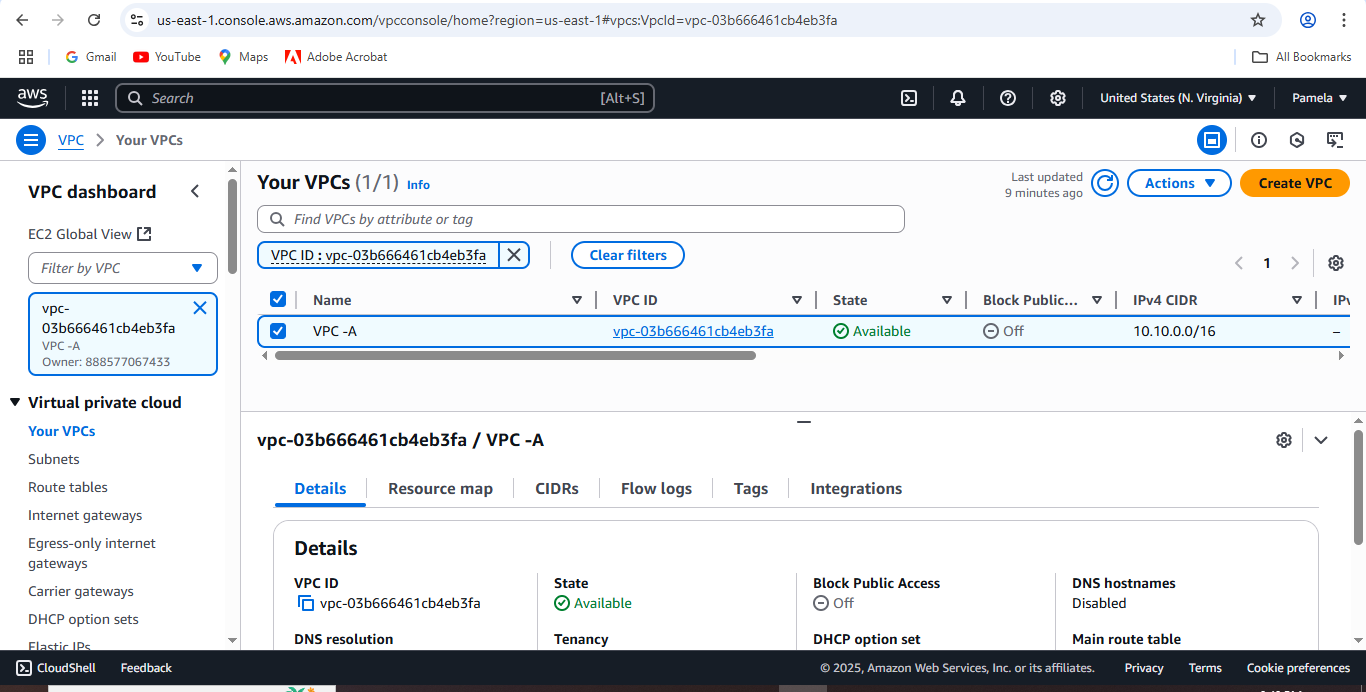 us-east-1.console.aws.amazon.com/vpcconsole/home?region=us-east-1#vpcs:VpcId=vpc-03b666461cb4eb3fa
Gmail YouTube Maps Adobe Acrobat All Bookmarks
aws Search [Alt+S] United States (N. Virginia) Pamela
VPC Your VPCs
VPC dashboard
EC2 Global View
Filter by VPC
vpc-
03b666461cb4eb3fa
VPC -A
Owner: 888577067433
Virtual private cloud
Your VPCs
Subnets
Route tables
Internet gateways
Egress-only internet
gateways
Carrier gateways
DHCP option sets
Elastic IPs
Your VPCs (1/1) Info
Last updated
9 minutes ago
Actions
Create VPC
Find VPCs by attribute or tag
VPC ID : vpc-03b666461cb4eb3fa
Clear filters
1
Name VPC ID State Block Public... IPv4 CIDR IPv
VPC -A vpc-03b666461cb4eb3fa Available Off 10.10.0.0/16 –
vpc-03b666461cb4eb3fa / VPC -A
Details Resource map CIDRs Flow logs Tags Integrations
Details
VPC ID State Block Public Access DNS hostnames
vpc-03b666461cb4eb3fa Available Off Disabled
DNS resolution Tenancy DHCP option set Main route table
CloudShell Feedback © 2025, Amazon Web Services, Inc. or its affiliates. Privacy Terms Cookie preferences